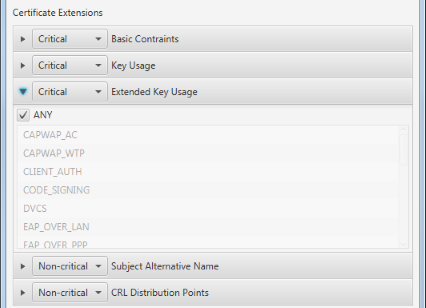 Certificate Extensions
Critical Basic Contraints
Critical Key Usage
Critical Extended Key Usage
ANY
CAPWAP_AC
CAPWAP_WTP
CLIENT_AUTH
CODE_SIGNING
DVCS
EAP_OVER_LAN
EAP_OVER_PPP
Non-critical Subject Alternative Name
Non-critical CRL Distribution Points